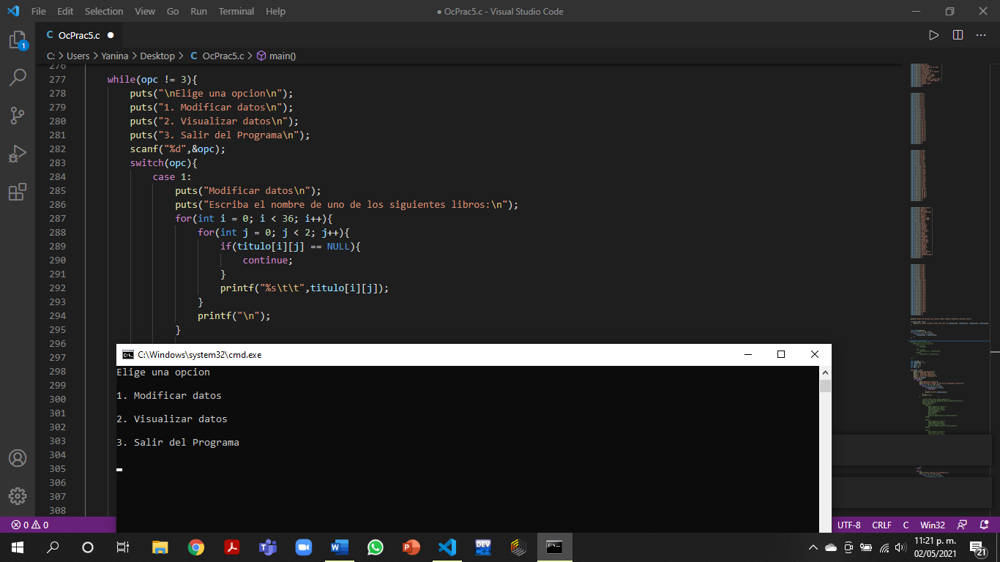 File Edit Selection View Go Run Terminal Help
● OcPrac5.c - Visual Studio Code
C OcPrac5.c ●
C: > Users > Yanina > Desktop > C OcPrac5.c > main()
276
277 while(opc != 3){
278 puts("\nElige una opcion\n");
279 puts("1. Modificar datos\n");
280 puts("2. Visualizar datos\n");
281 puts("3. Salir del Programa\n");
282 scanf("%d",&opc);
283 switch(opc){
284 case 1:
285 puts("Modificar datos\n");
286 puts("Escriba el nombre de uno de los siguientes libros:\n");
287 for(int i = 0; i < 36; i++){
288 for(int j = 0; j < 2; j++){
289 if(titulo[i][j] == NULL){
290 continue;
291 }
292 printf("%s\t\t",titulo[i][j]);
293 }
294 printf("\n");
295 }
296
297
298
299
300
301
302
303
304
305
306
307
308
C:\Windows\system32\cmd.exe
Elige una opcion
1. Modificar datos
2. Visualizar datos
3. Salir del Programa
1
0 0
UTF-8 CRLF C Win32
W
P
DEV
11:21 p. m.
02/05/2021
21